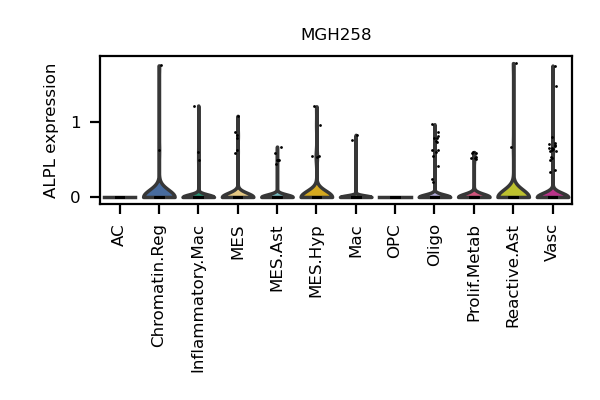 MGH258
ALPL expression
1
0
AC
Chromatin.Reg
Inflammatory.Mac
MES
MES.Ast
MES.Hyp
Mac
OPC
Oligo
Prolif.Metab
Reactive.Ast
Vasc